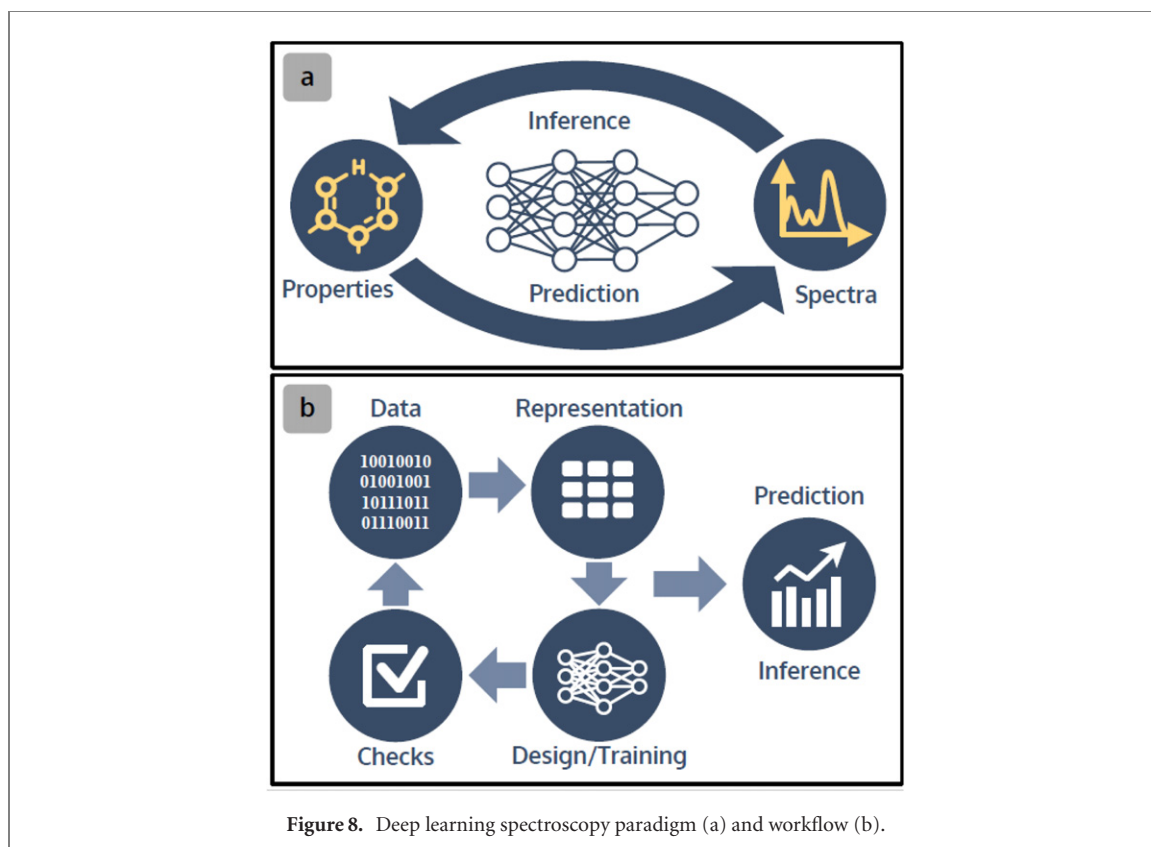 a
Inference
H
Properties
Prediction
Spectra
b
Data
Representation
10010010
01001001
10111011
01110011
Prediction
Inference
Checks
Design/Training
Figure 8. Deep learning spectroscopy paradigm (a) and workflow (b).